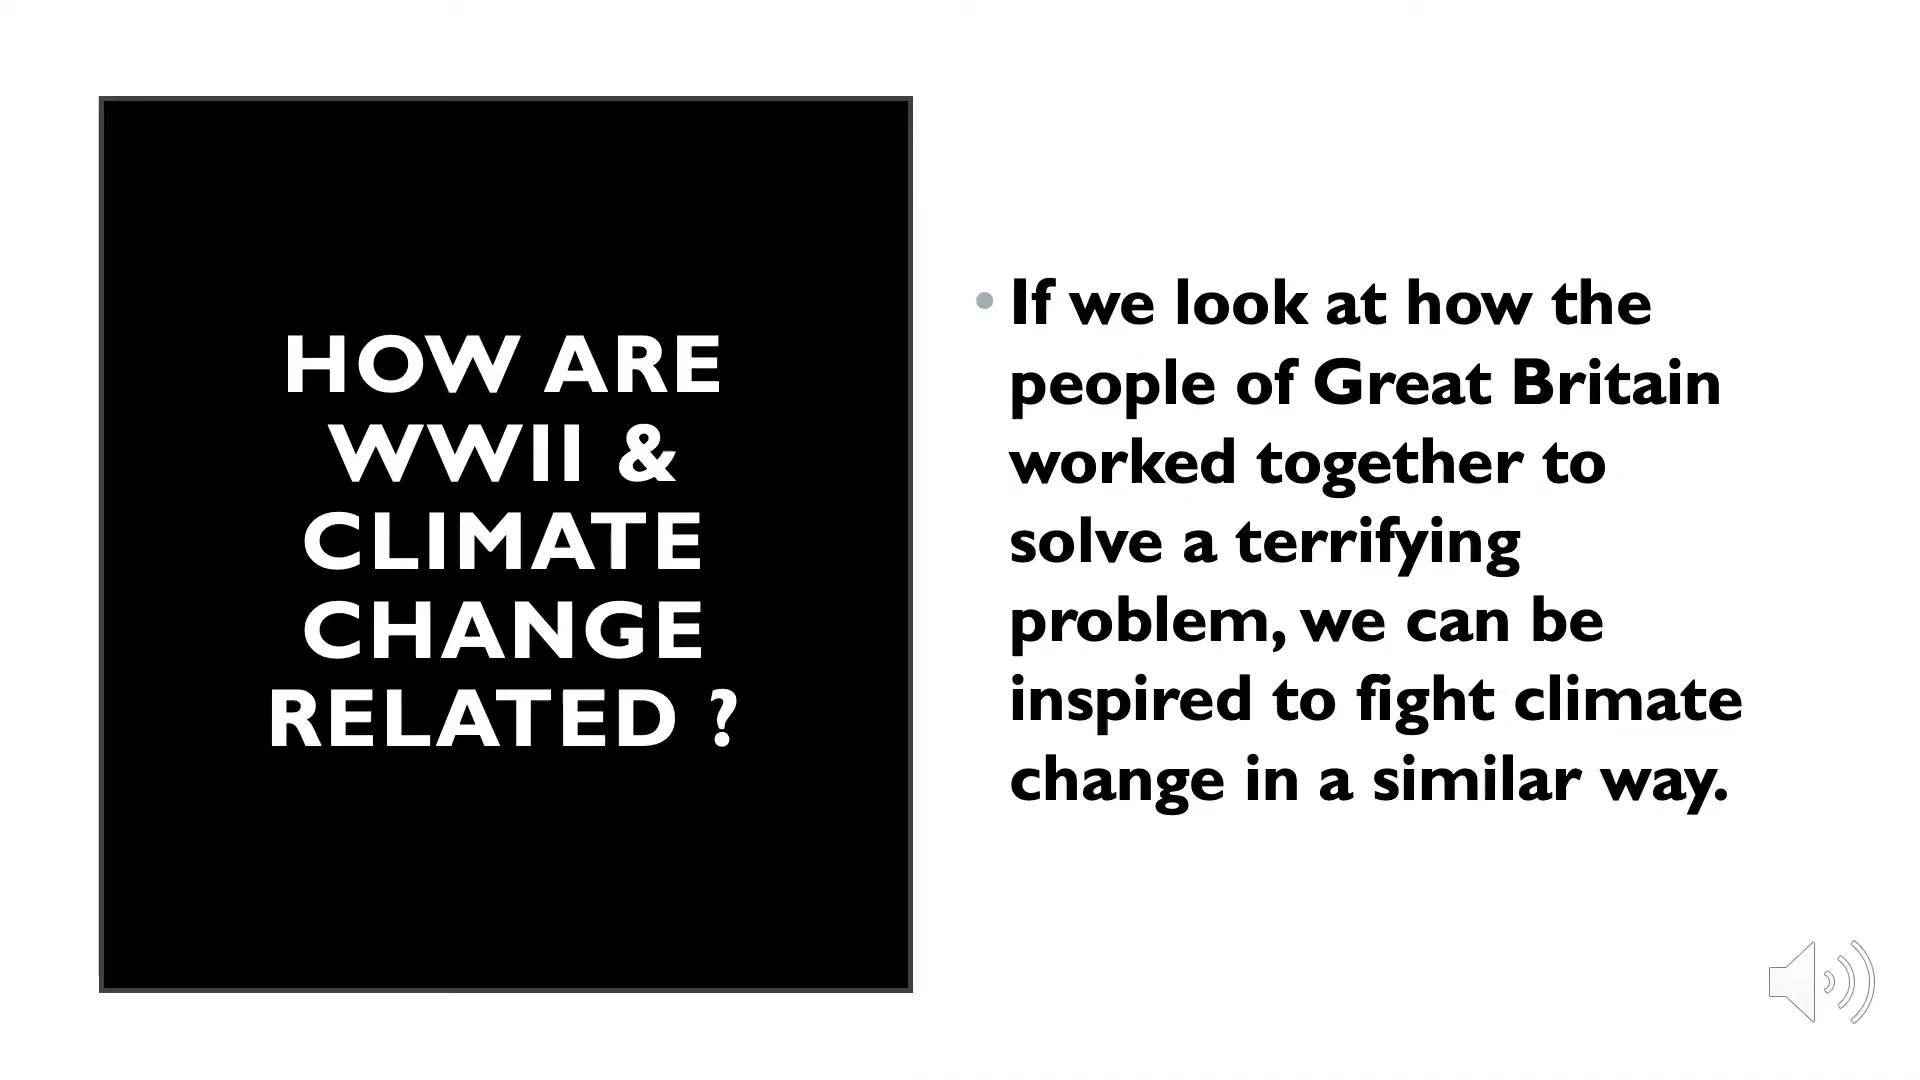 HOW ARE
WWII &
CLIMATE
CHANGE
RELATED ?
• If we look at how the
people of Great Britain
worked together to
solve a terrifying
problem, we can be
inspired to fight climate
change in a similar way.